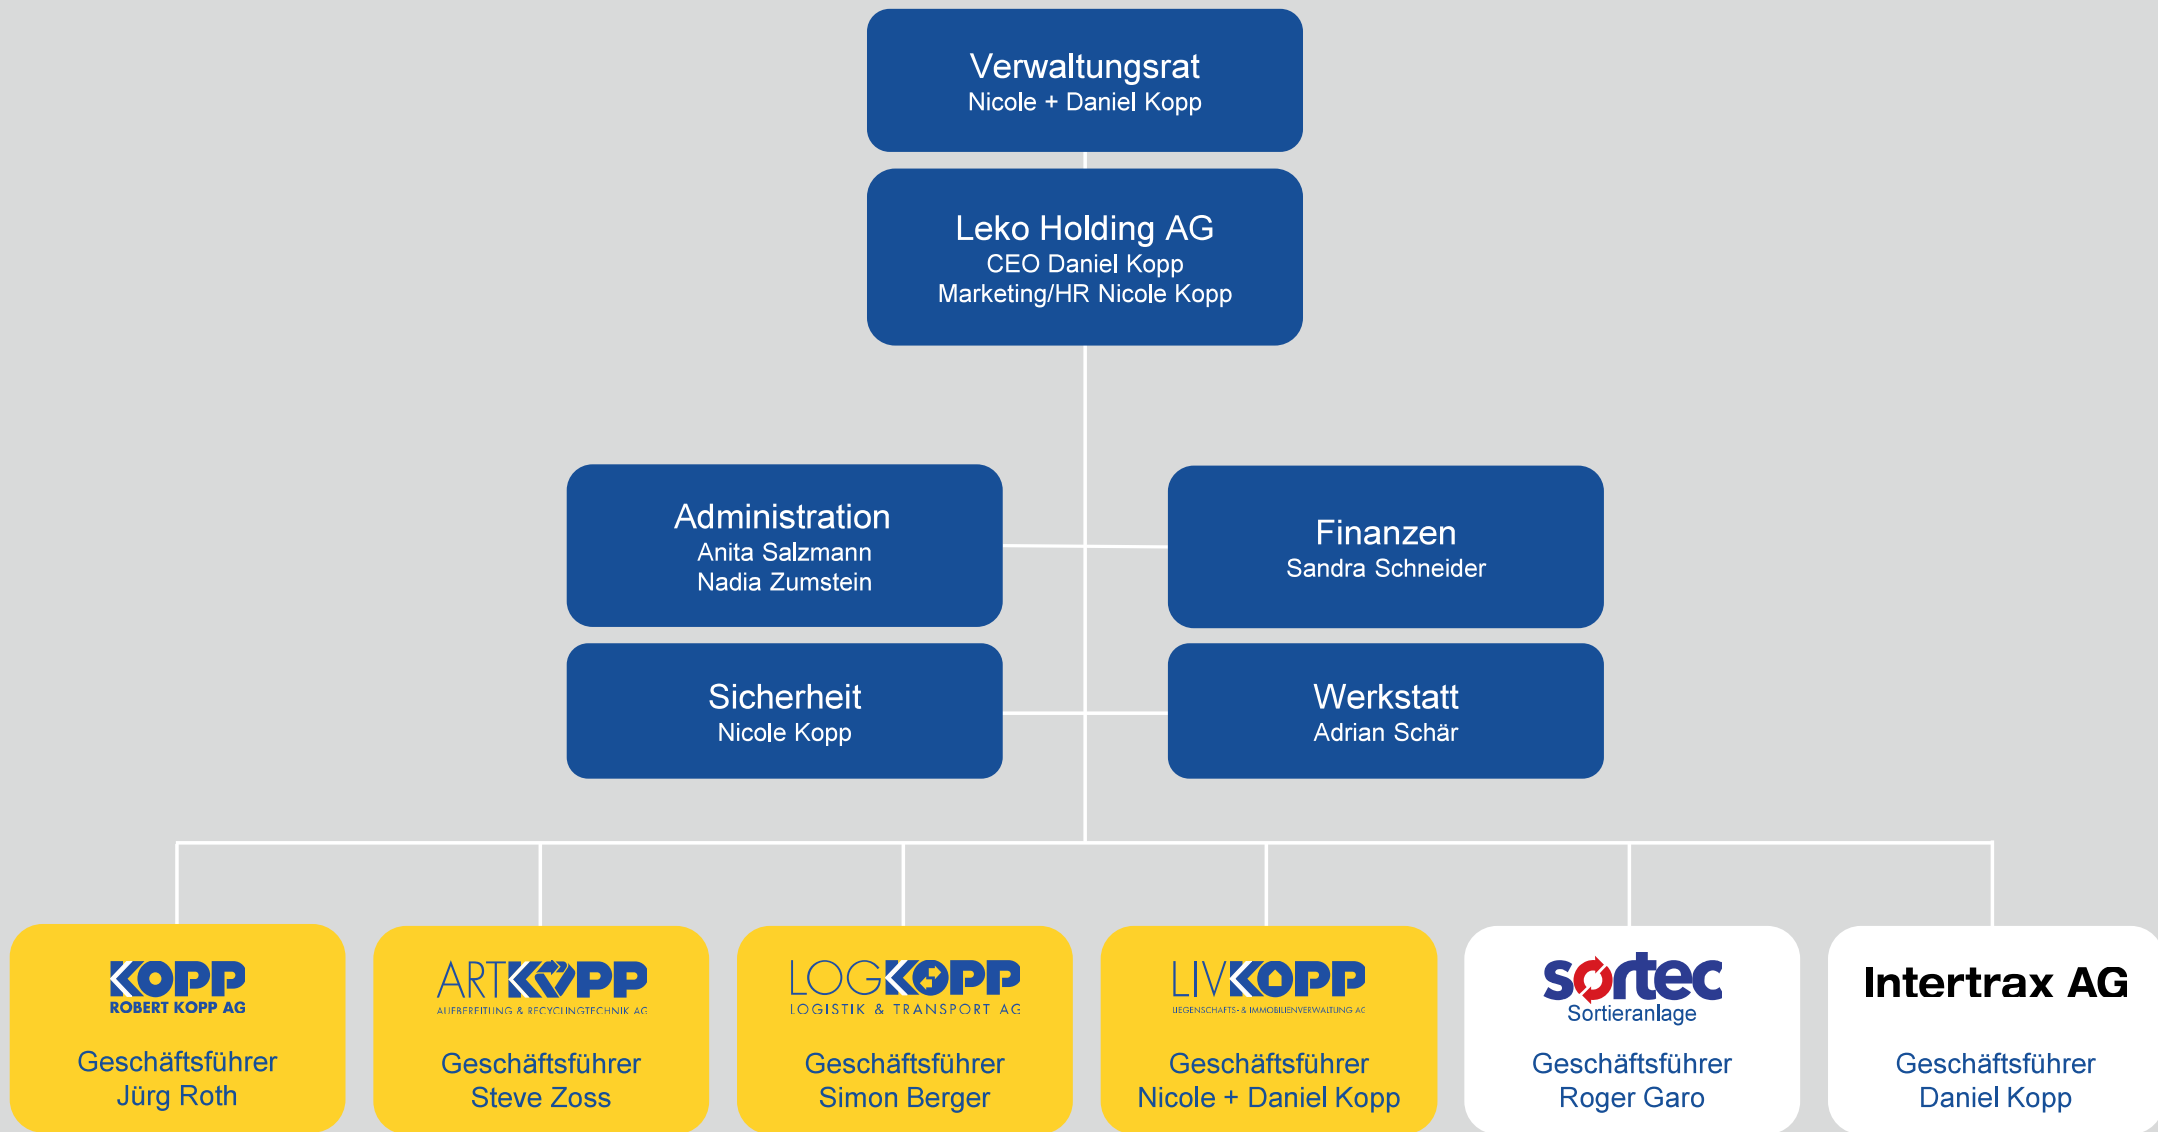 Verwaltungsrat
Nicole + Daniel Kopp
Leko Holding AG
CEO Daniel Kopp
Marketing/HR Nicole Kopp
Administration
Anita Salzmann
Nadia Zumstein
Finanzen
Sandra Schneider
Sicherheit
Nicole Kopp
Werkstatt
Adrian Schär
KOPP
ROBERT KOPP AG
Geschäftsführer
Jürg Roth
ARTKOPP
AUFBEREITUNG & RECYCLINGTECHNIK AG
Geschäftsführer
Steve Zoss
LOGKOPP
LOGISTIK & TRANSPORT AG
Geschäftsführer
Simon Berger
LIVKOPP
LIEGENSCHAFTS- & IMMOBILIENVERWALTUNG AG
Geschäftsführer
Nicole + Daniel Kopp
sortec
Sortieranlage
Geschäftsführer
Roger Garo
Intertrax AG
Geschäftsführer
Daniel Kopp